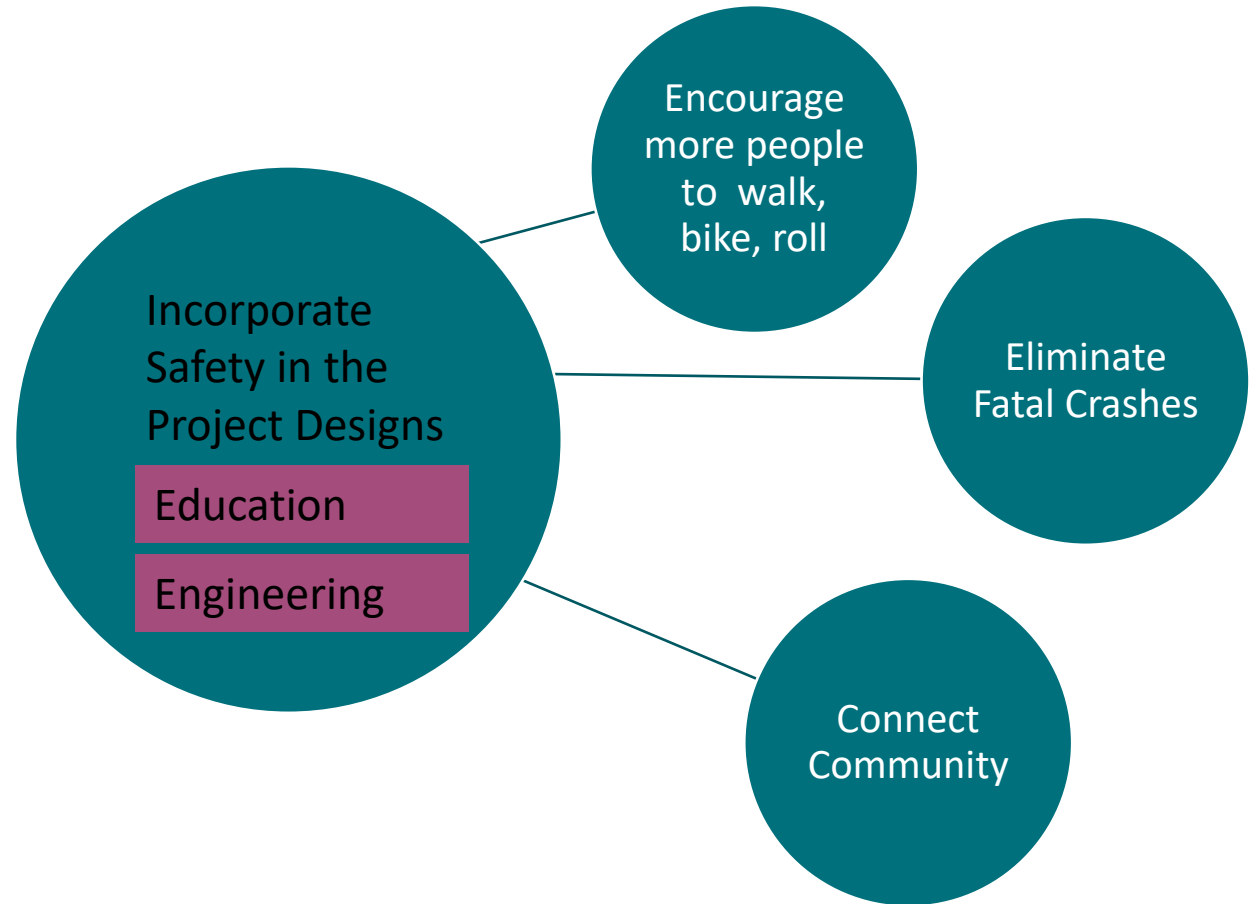 Encourage
more people
to  walk,
bike, roll
Incorporate
Safety in the
Project Designs
Education
Engineering
Eliminate
Fatal Crashes
Connect
Community